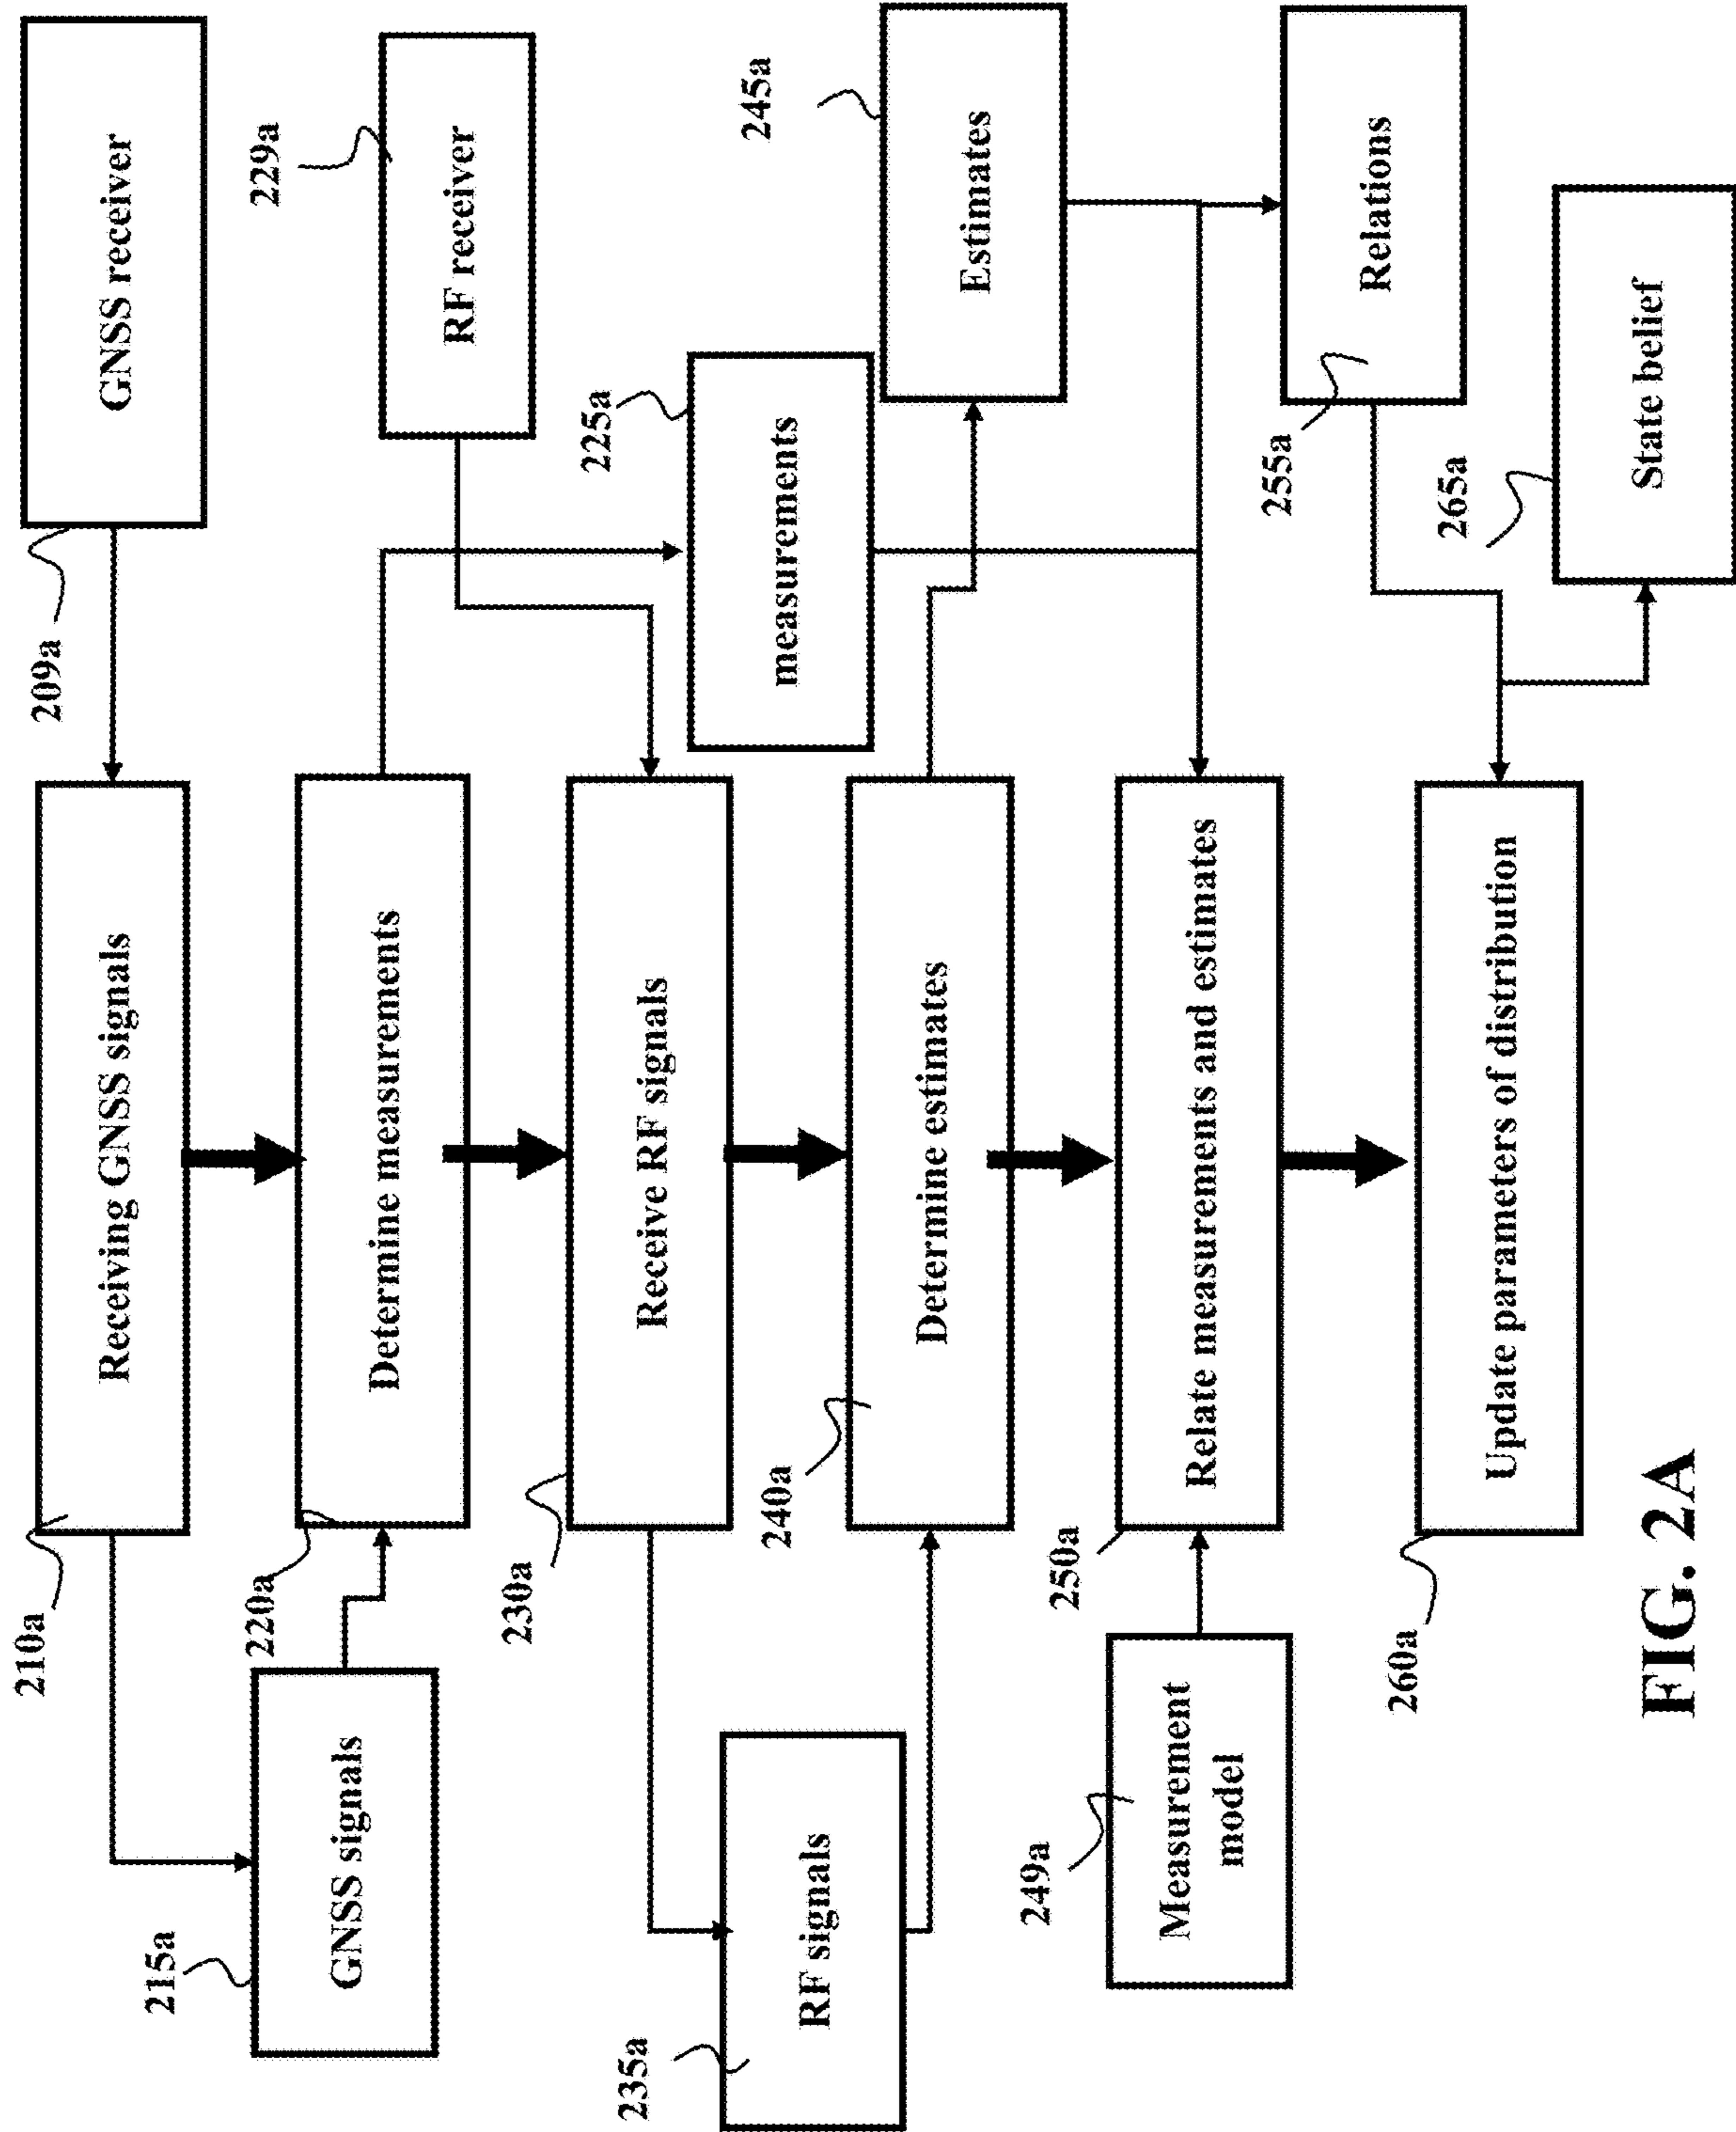 209a
GNSS receiver
210a
Receiving GNSS signals
215a
GNSS signals
220a
Determine measurements
229a
RF receiver
225a
measurements
230a
Receive RF signals
235a
RF signals
240a
Determine estimates
245a
Estimates
249a
Measurement
model
250a
Relate measurements and estimates
255a
Relations
260a
Update parameters of distribution
265a
State belief
FIG. 2A